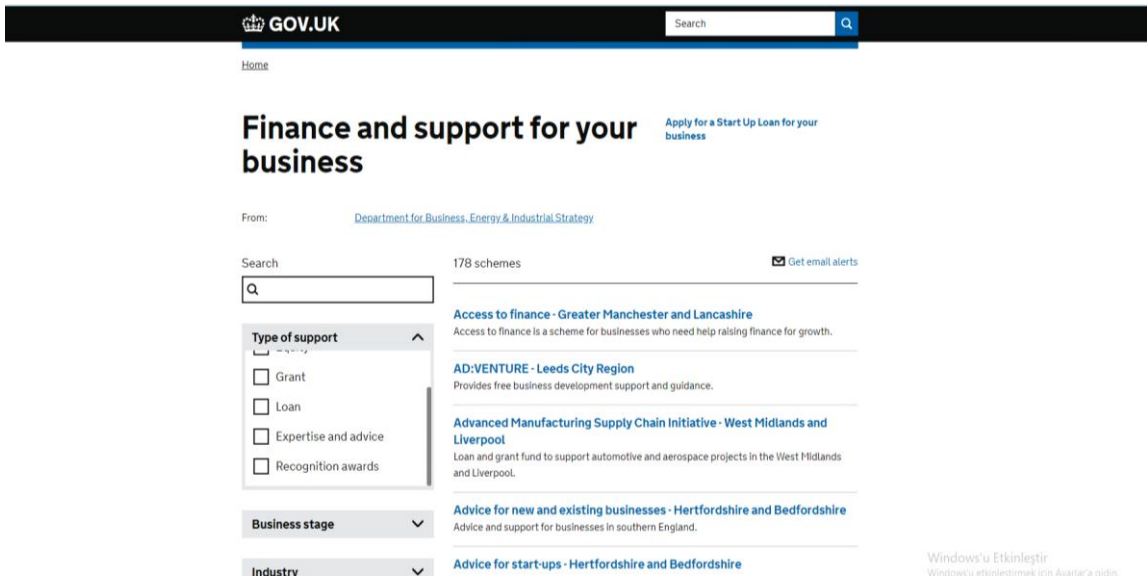 GOV.UK
Search
Home
Finance and support for your
business
Apply for a Start Up Loan for your
business
From:
Department for Business, Energy & Industrial Strategy
Search
178 schemes
Get email alerts
Type of support
Grant
Loan
Expertise and advice
Recognition awards
Business stage
Industry
Access to finance - Greater Manchester and Lancashire
Access to finance is a scheme for businesses who need help raising finance for growth.
AD:VENTURE - Leeds City Region
Provides free business development support and guidance.
Advanced Manufacturing Supply Chain Initiative - West Midlands and
Liverpool
Loan and grant fund to support automotive and aerospace projects in the West Midlands
and Liverpool.
Advice for new and existing businesses - Hertfordshire and Bedfordshire
Advice and support for businesses in southern England.
Advice for start-ups - Hertfordshire and Bedfordshire
Windows'u Etkinleştir
Windows'u etkinleştirmek için Ayarlar'a gidin.